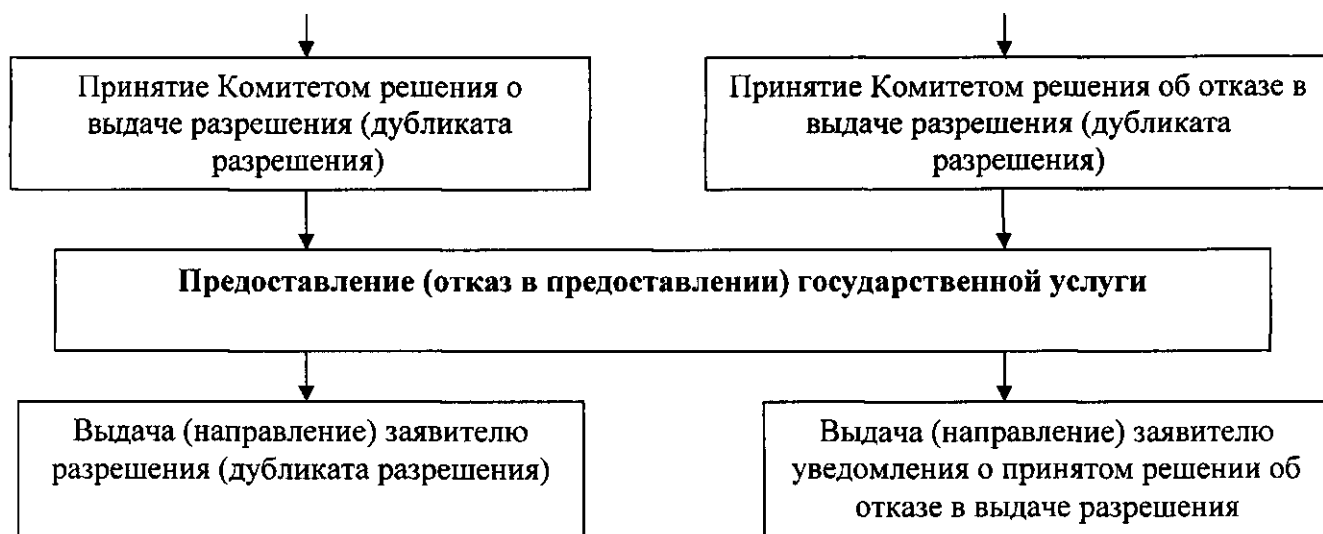 Принятие Комитетом решения о
выдаче разрешения (дубликата
разрешения)
Принятие Комитетом решения об отказе в
выдаче разрешения (дубликата
разрешения)
Предоставление (отказ в предоставлении) государственной услуги
Выдача (направление) заявителю
разрешения (дубликата разрешения)
Выдача (направление) заявителю
уведомления о принятом решении об
отказе в выдаче разрешения